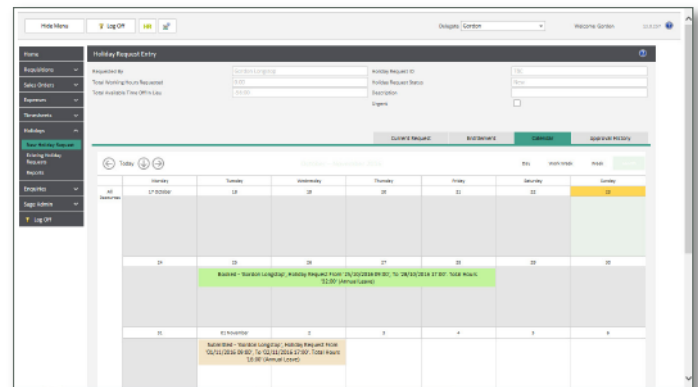 Hide Menu
Log Off
Delegate Gordon
Welcome Gordon
Home
Requisitions
Sales Orders
Expenses
Timesheets
Holidays
New Holiday Request
Existing Holiday
Requests
Reports
Enquiries
Sage Admin
Log Off
Holiday Request Entry
Requested By Gordon Longstop
Total Working Hours Requested 0:00
Total Available Time Off in Lieu
Holiday Request ID
Holiday Request Status New
Description
Urgent
Current Request Entitlement Calendar Approval History
Today
Day Work Week Week
Monday Tuesday Wednesday Thursday Friday Saturday Sunday
All
Resources
17 October 18 19 20 21 22 23
24 25 26 27 28 29 30
Booked - 'Gordon Longstop', Holiday Request From '25/10/2016 09:00', To '28/10/2016 17:00'. Total Hours
'32:00' (Annual Leave)
31 01 November 2 3 4 5 6
Submitted - 'Gordon Longstop', Holiday Request From
'01/11/2016 09:00', To '02/11/2016 17:00'. Total Hours
'16:00' (Annual Leave)